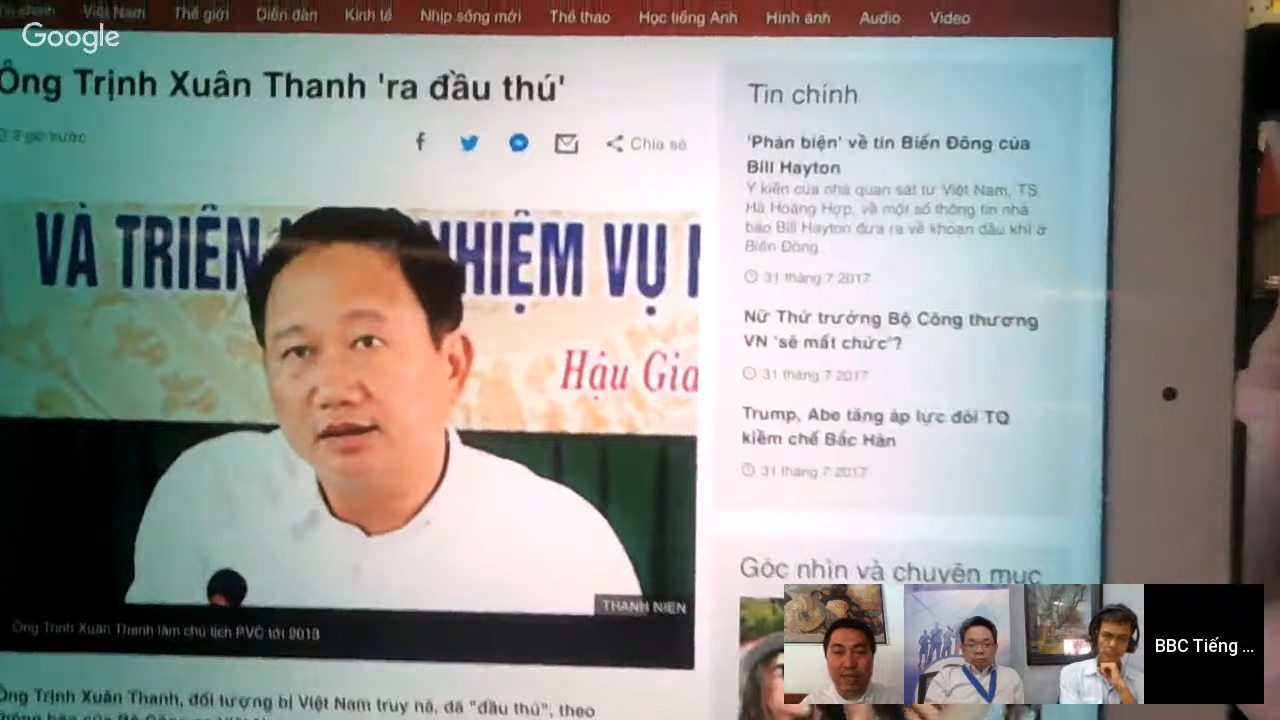 Việt Nam Thế giới Diễn đàn Kinh tế Nhịp sống mới Thể thao Học tiếng Anh Hình ảnh Audio Video
Google
Ông Trịnh Xuân Thanh 'ra đầu thú'
Chia sẻ
VÀ TRIỂN NHIỆM VỤ
Hậu Gia
THANH NIEN
Ông Trịnh Xuân Thanh làm chủ tịch PVC tới 2013
Ông Trịnh Xuân Thanh, đối tượng bị Việt Nam truy nã, đã "đầu thú", theo
Tin chính
'Phản biện' về tin Biển Đông của
Bill Hayton
Ý kiến của nhà quan sát từ Việt Nam, TS
Hà Hoàng Hợp, về một số thông tin nhà
báo Bill Hayton đưa ra về khoan dầu khí ở
Biển Đông
31 tháng 7 2017
Nữ Thứ trưởng Bộ Công thương
VN 'sẽ mất chức'?
31 tháng 7 2017
Trump, Abe tăng áp lực đòi TQ
kiềm chế Bắc Hàn
31 tháng 7 2017
Góc nhìn và chuyên mục
BBC Tiếng ...